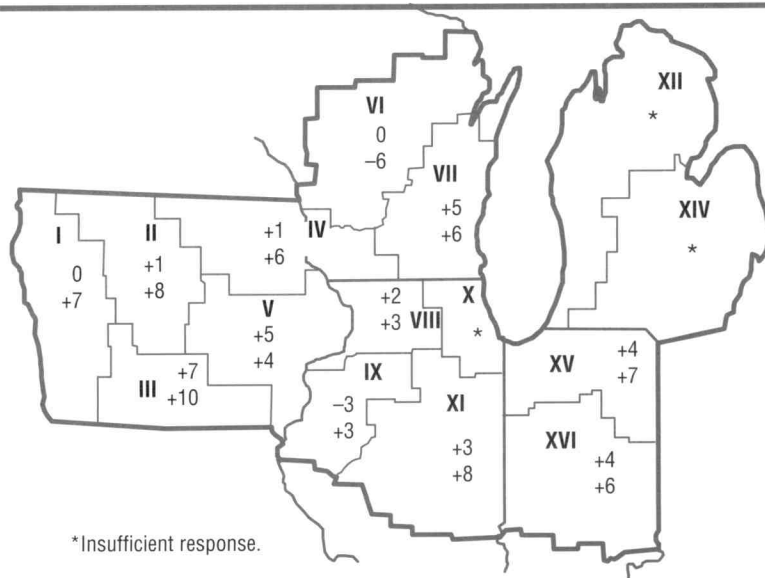 XII
*
VI
0
–6
VII
+5
+6
XIV
*
I
0
+7
II
+1
+8
+1
+6
IV
V
+5
+4
+2
+3
VIII
X
*
III
+7
+10
IX
–3
+3
XI
+3
+8
XV
+4
+7
XVI
+4
+6
*Insufficient response.